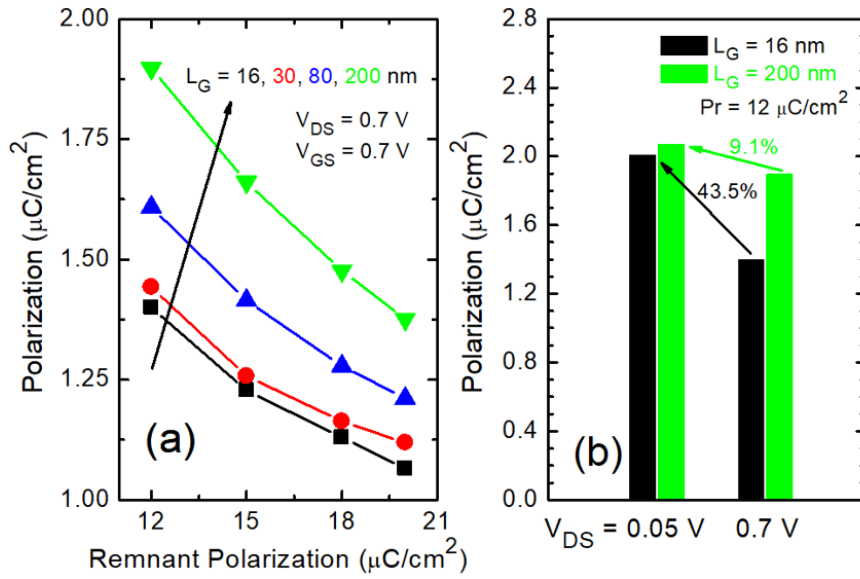 2.00
1.75
1.50
1.25
1.00
Polarization (μC/cm²)
L_G = 16, 30, 80, 200 nm
V_DS = 0.7 V
V_GS = 0.7 V
(a)
12 15 18 21
Remnant Polarization (μC/cm²)
2.8
2.4
2.0
1.6
1.2
0.8
0.4
0.0
Polarization (μC/cm²)
L_G = 16 nm
L_G = 200 nm
Pr = 12 μC/cm²
9.1%
43.5%
(b)
V_DS = 0.05 V 0.7 V